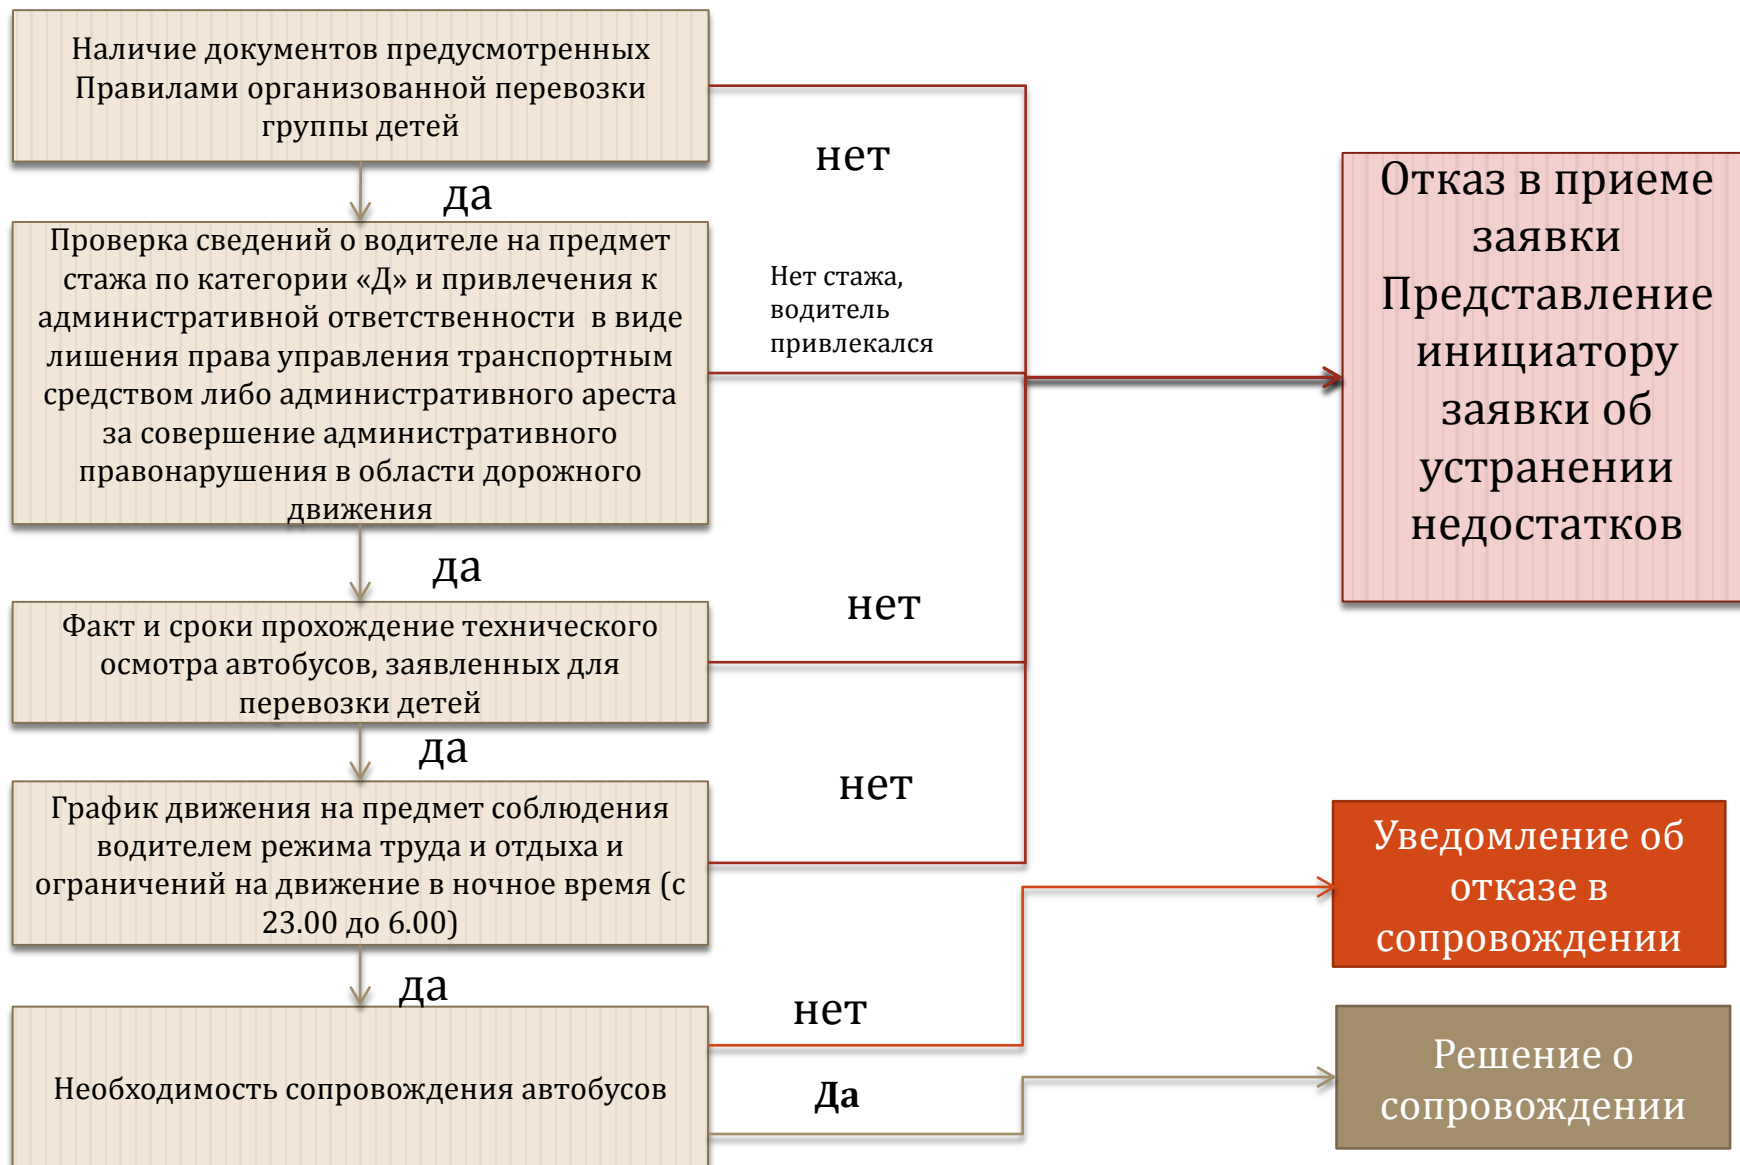 Наличие документов предусмотренных
Правилами организованной перевозки
группы детей
нет
да
Проверка сведений о водителе на предмет
стажа по категории «Д» и привлечения к
административной ответственности в виде
лишения права управления транспортным
средством либо административного ареста
за совершение административного
правонарушения в области дорожного
движения
Нет стажа,
водитель
привлекался
Отказ в приеме
заявки
Представление
инициатору
заявки об
устранении
недостатков
да
Факт и сроки прохождение технического
осмотра автобусов, заявленных для
перевозки детей
нет
да
График движения на предмет соблюдения
водителем режима труда и отдыха и
ограничений на движение в ночное время (с
23.00 до 6.00)
нет
Уведомление об
отказе в
сопровождении
да
Необходимость сопровождения автобусов
нет
Да
Решение о
сопровождении